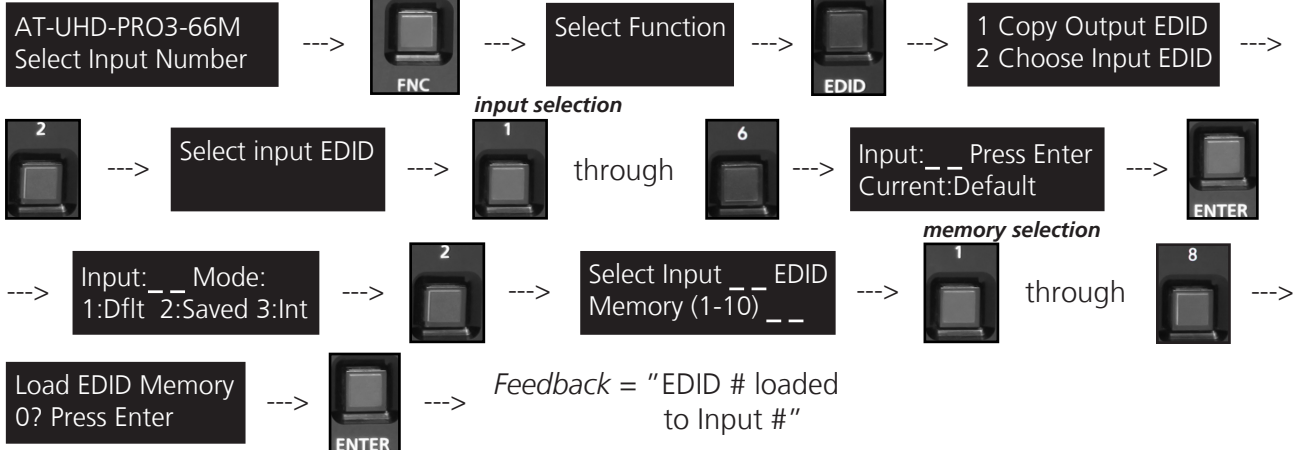 AT-UHD-PRO3-66M
Select Input Number
--->
FNC
--->
Select Function
--->
EDID
--->
1 Copy Output EDID
2 Choose Input EDID
--->
input selection
2
--->
Select input EDID
--->
1
through
6
--->
Input:_ _ Press Enter
Current:Default
--->
ENTER
memory selection
--->
Input:_ _ Mode:
1:Dflt 2:Saved 3:Int
--->
2
--->
Select Input _ _ EDID
Memory (1-10) _ _
--->
1
through
8
--->
Load EDID Memory
0? Press Enter
--->
ENTER
--->
Feedback = "EDID # loaded
to Input #"